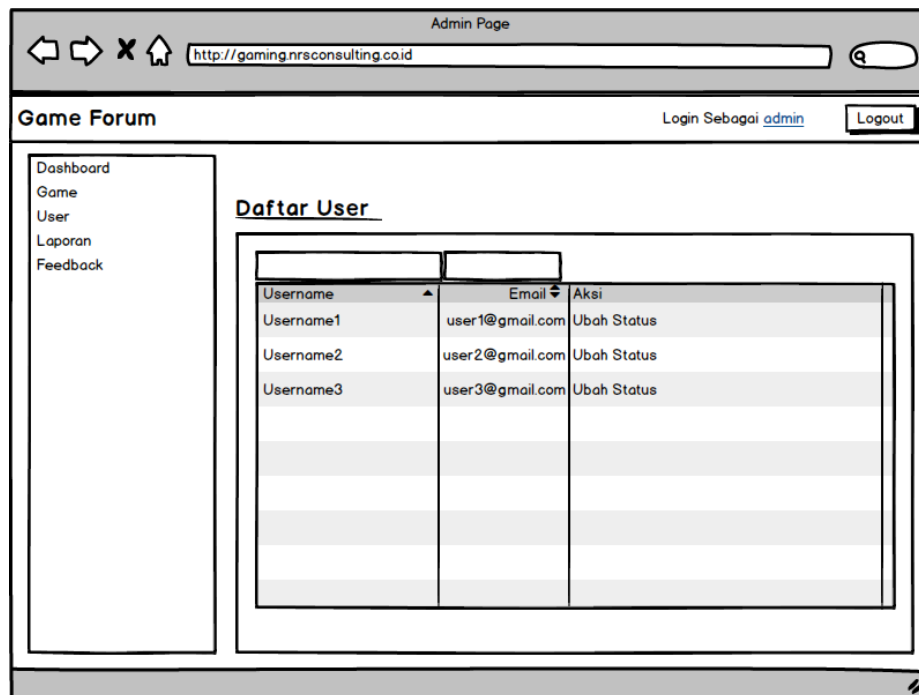 Admin Page
http://gaming.nrsconsulting.co.id
Game Forum
Login Sebagai admin
Logout
Dashboard
Game
User
Laporan
Feedback
Daftar User
Username Email Aksi
Username1 user1@gmail.com Ubah Status
Username2 user2@gmail.com Ubah Status
Username3 user3@gmail.com Ubah Status